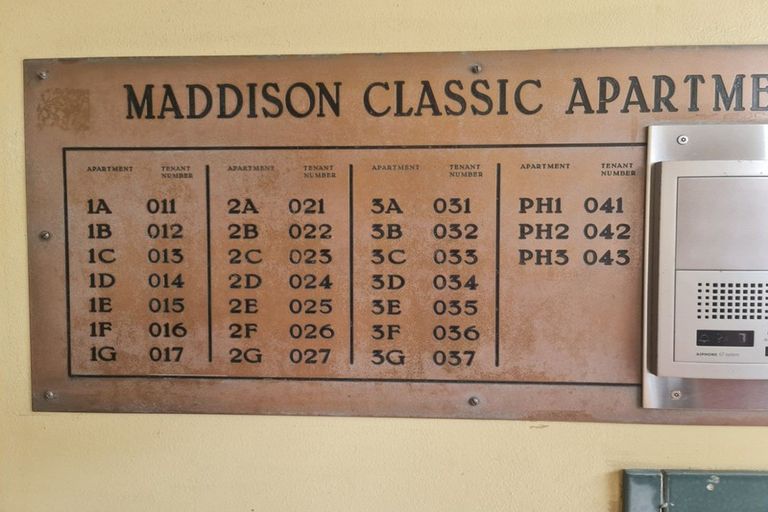 MADDISON CLASSIC APARTME
APARTMENT TENANT NUMBER APARTMENT TENANT NUMBER APARTMENT TENANT NUMBER APARTMENT TENANT NUMBER
1A 011 2A 021 3A 031 PH1 041
1B 012 2B 022 3B 032 PH2 042
1C 013 2C 023 3C 033 PH3 043
1D 014 2D 024 3D 034
1E 015 2E 025 3E 035
1F 016 2F 026 3F 036
1G 017 2G 027 3G 037
AIPHONE